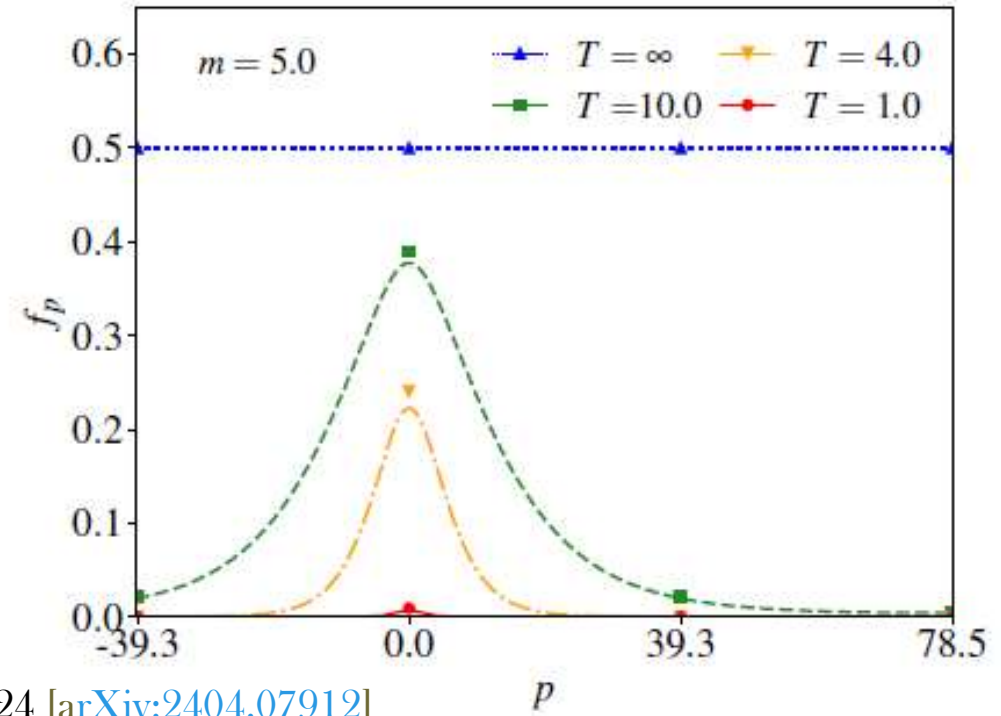 m = 5.0
T = ∞
T = 4.0
T =10.0
T = 1.0
0.6
0.5
0.4
0.3
0.2
0.1
0.0
f_p
-39.3 0.0 39.3 78.5
p
24 [arXiv:2404.07912]